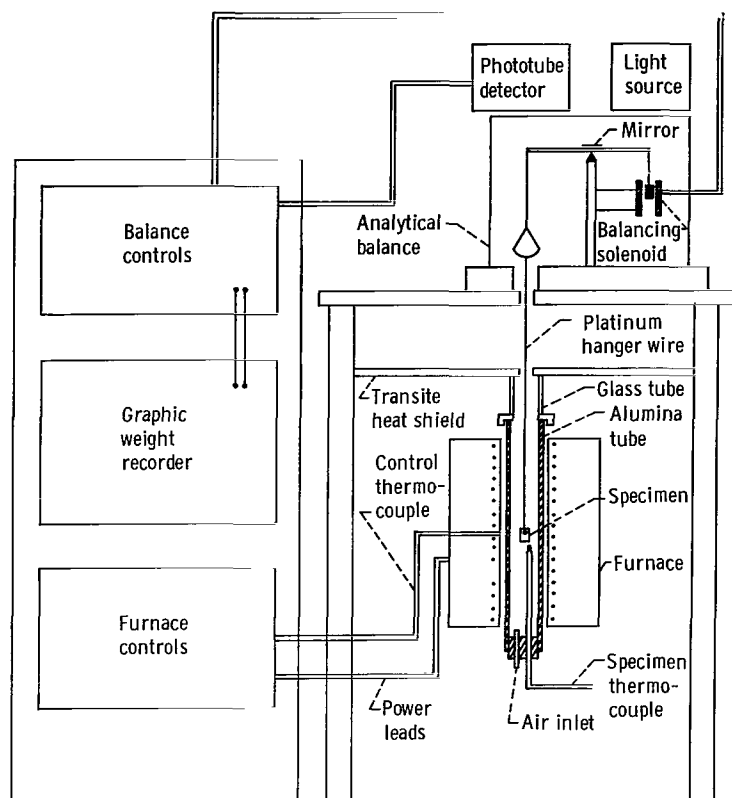 Phototube
detector
Light
source
Mirror
Balance
controls
Analytical
balance
Balancing
solenoid
Platinum
hanger wire
Transite
heat shield
Glass tube
Alumina
tube
Graphic
weight
recorder
Control
thermo-
couple
Specimen
Furnace
Furnace
controls
Specimen
thermo-
couple
Power
leads
Air inlet